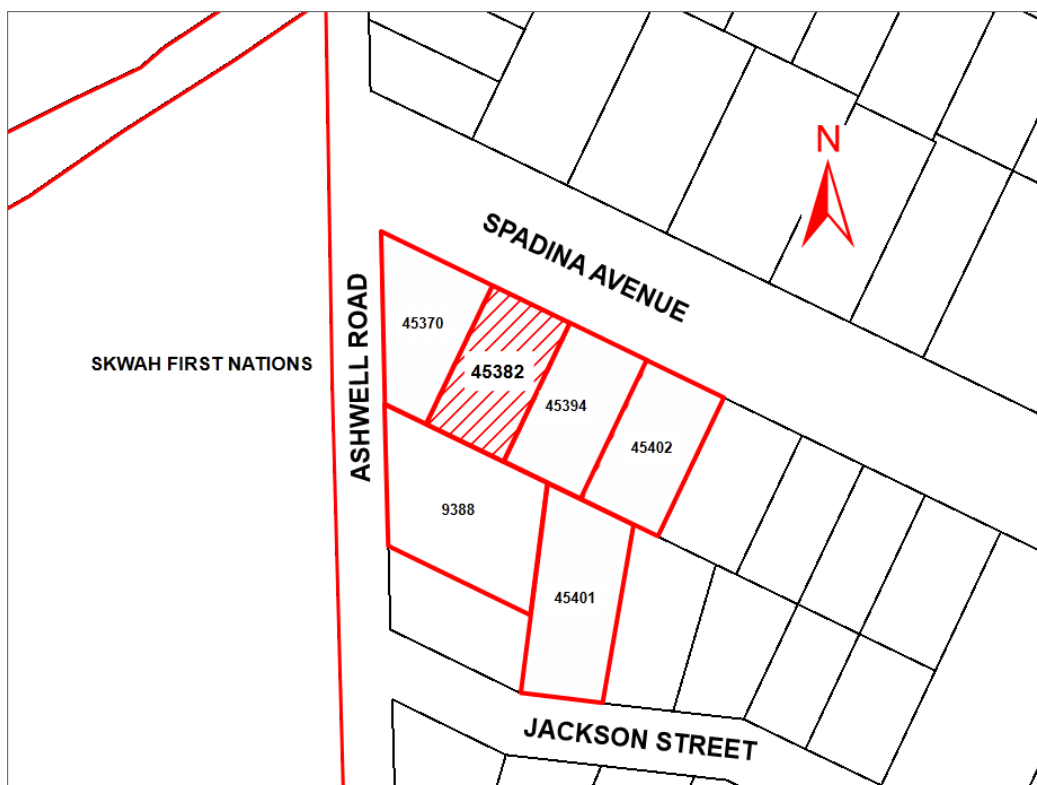 N
SPADINA AVENUE
45370
SKWAH FIRST NATIONS
ASHWELL ROAD
45382
45394
45402
9388
45401
JACKSON STREET